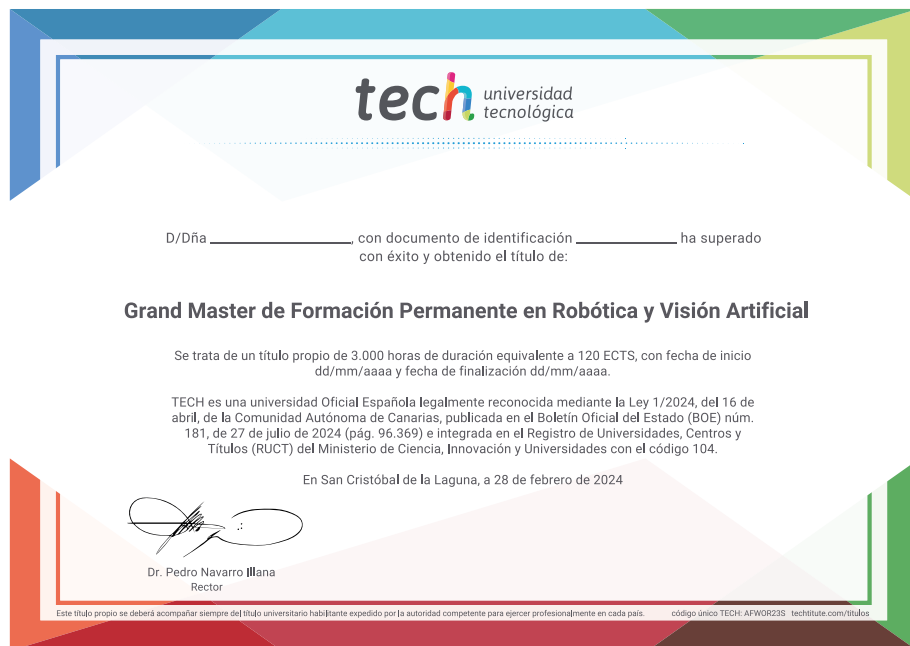 tech universidad
tecnológica
D/Dña ____________, con documento de identificación ____________ ha superado
con éxito y obtenido el título de:
Grand Master de Formación Permanente en Robótica y Visión Artificial
Se trata de un título propio de 3.000 horas de duración equivalente a 120 ECTS, con fecha de inicio
dd/mm/aaaa y fecha de finalización dd/mm/aaaa.
TECH es una universidad Oficial Española legalmente reconocida mediante la Ley 1/2024, del 16 de
abril, de la Comunidad Autónoma de Canarias, publicada en el Boletín Oficial del Estado (BOE) núm.
181, de 27 de julio de 2024 (pág. 96.369) e integrada en el Registro de Universidades, Centros y
Títulos (RUCT) del Ministerio de Ciencia, Innovación y Universidades con el código 104.
En San Cristóbal de la Laguna, a 28 de febrero de 2024
Dr. Pedro Navarro Illana
Rector
Este título propio se deberá acompañar siempre del título universitario habilitante expedido por la autoridad competente para ejercer profesionalmente en cada país. código único TECH: AFWOR23S techtitute.com/titulos